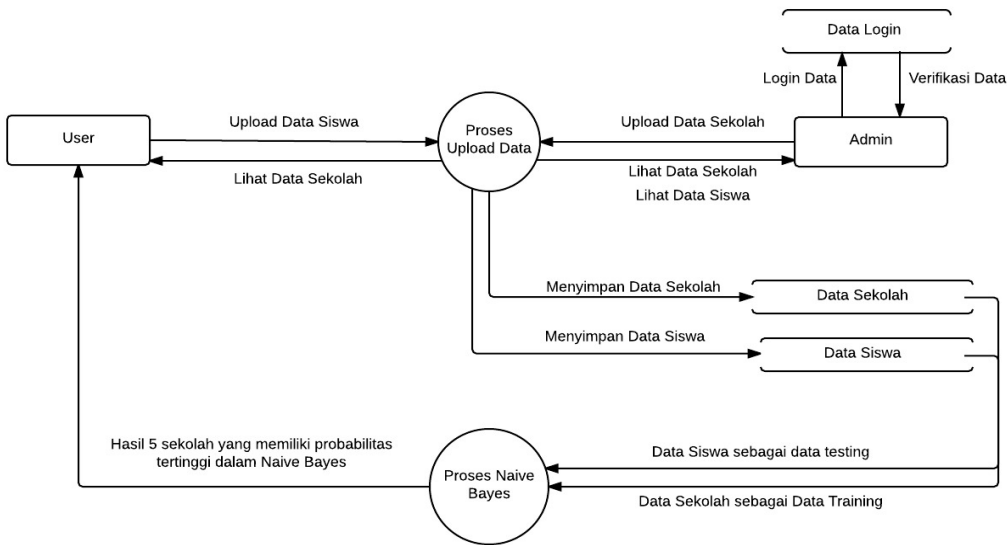 Data Login
Login Data
Verifikasi Data
User
Upload Data Siswa
Lihat Data Sekolah
Proses
Upload Data
Upload Data Sekolah
Lihat Data Sekolah
Lihat Data Siswa
Admin
Menyimpan Data Sekolah
Data Sekolah
Menyimpan Data Siswa
Data Siswa
Hasil 5 sekolah yang memiliki probabilitas
tertinggi dalam Naive Bayes
Proses Naive
Bayes
Data Siswa sebagai data testing
Data Sekolah sebagai Data Training